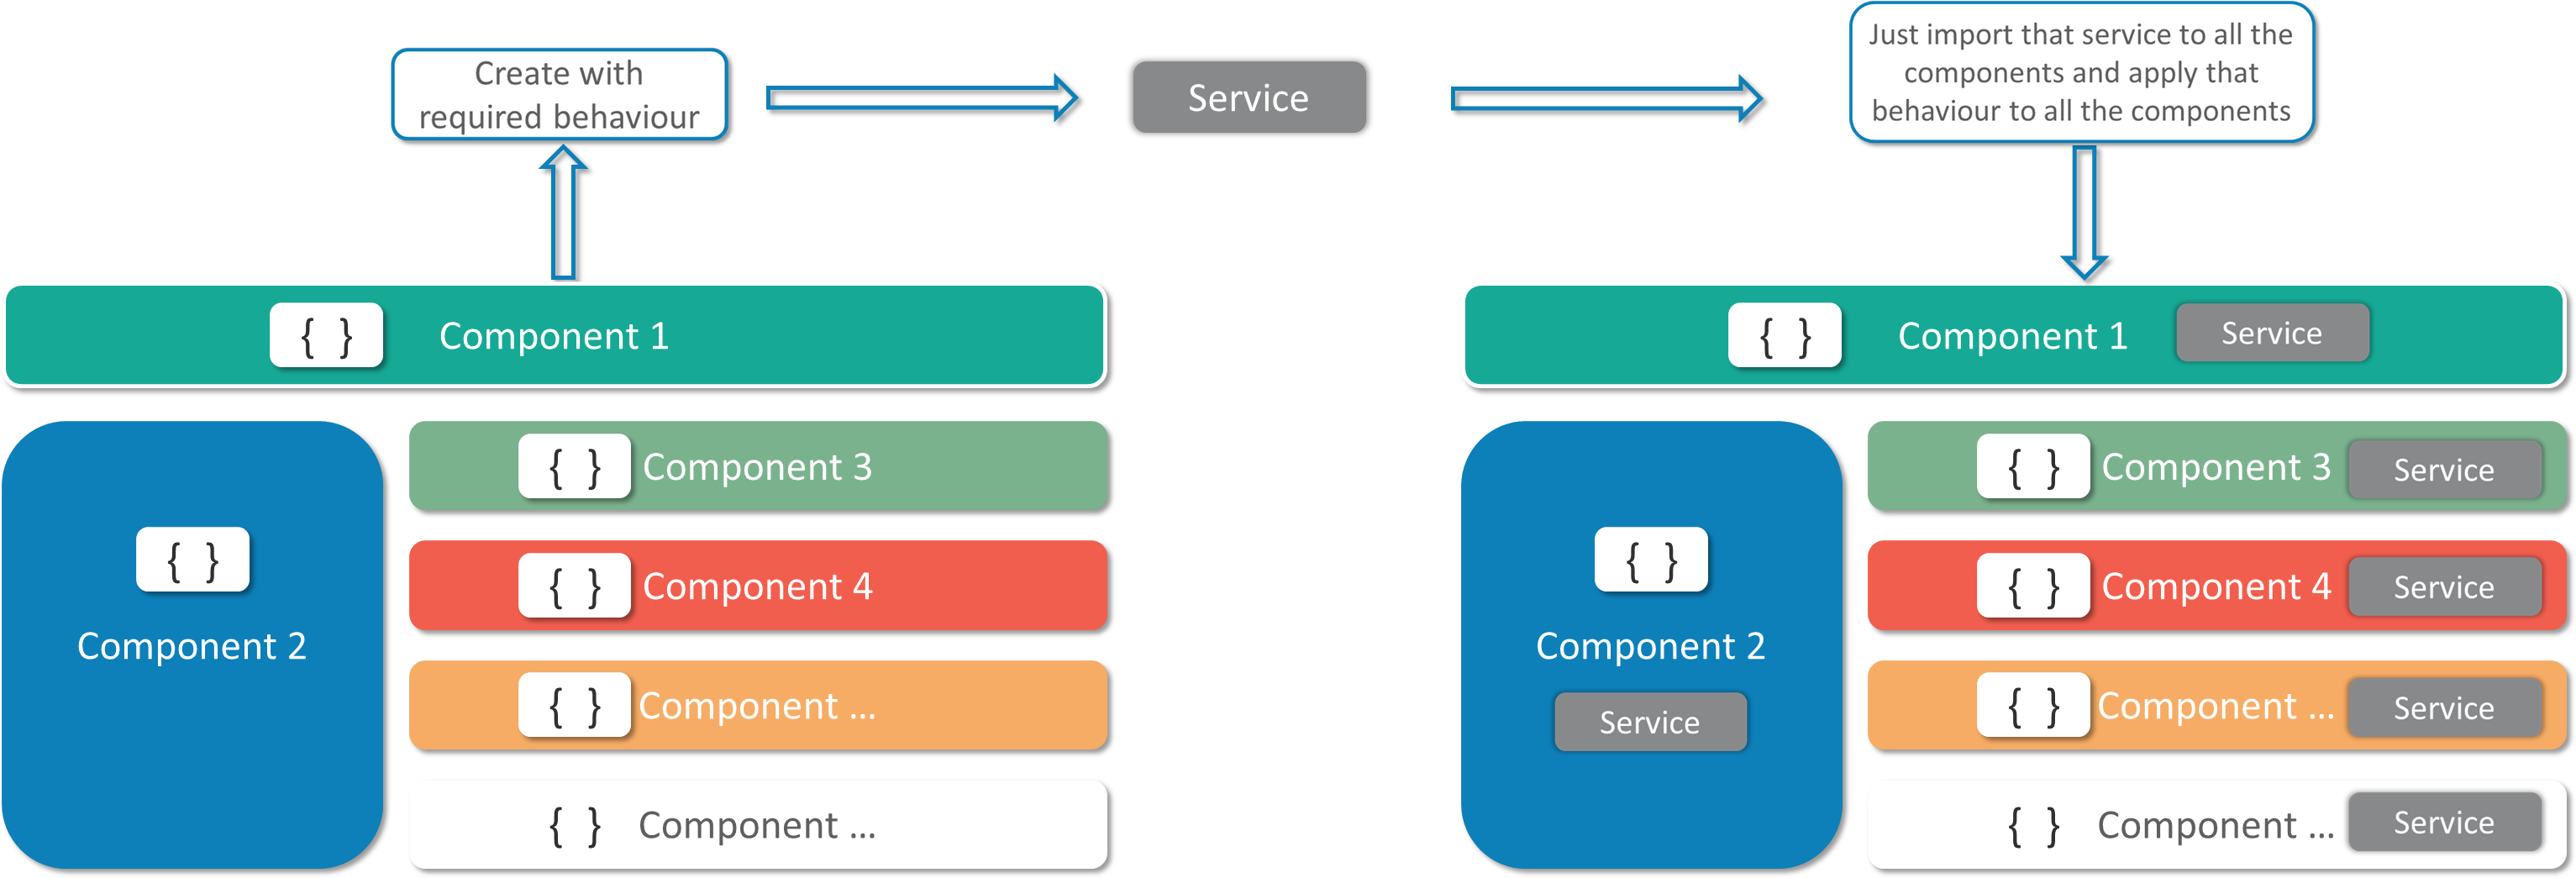 Create with
required behaviour
Service
Just import that service to all the
components and apply that
behaviour to all the components
{ } Component 1
{ }
Component 2
{ } Component 3
{ } Component 4
{ } Component ...
{ } Component ...
{ } Component 1 Service
{ }
Component 2
Service
{ } Component 3 Service
{ } Component 4 Service
{ } Component ... Service
{ } Component ... Service